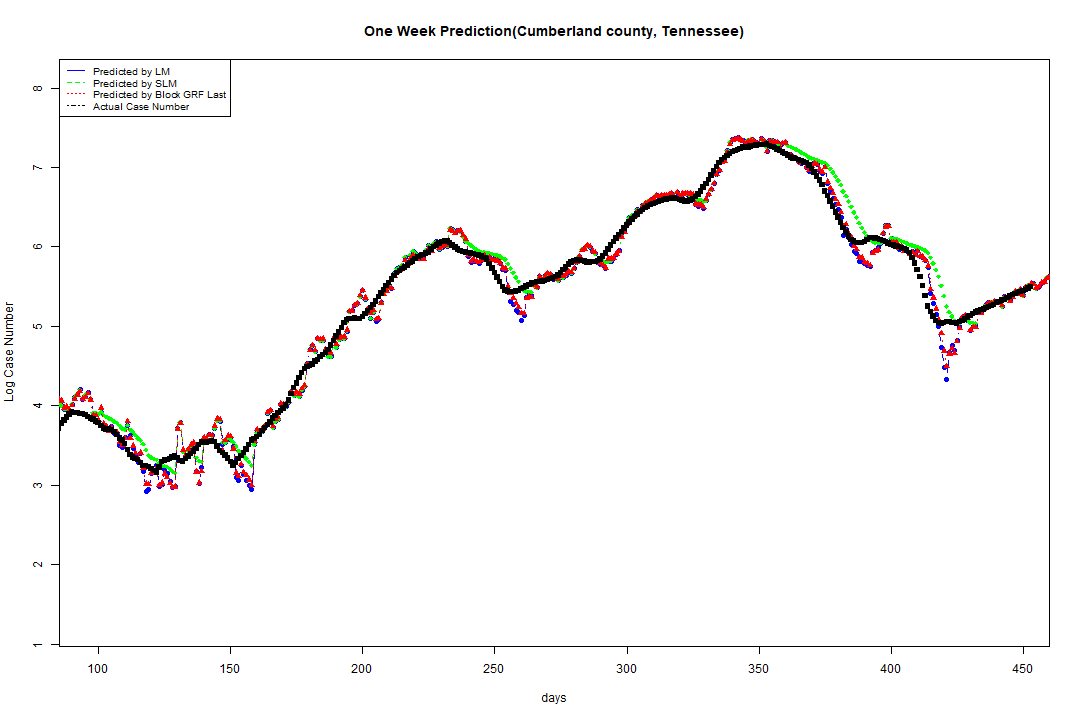 One Week Prediction(Cumberland county, Tennessee)
Predicted by LM
Predicted by SLM
Predicted by Block GRF Last
Actual Case Number
8
7
6
5
4
3
2
1
Log Case Number
100 150 200 250 300 350 400 450
days